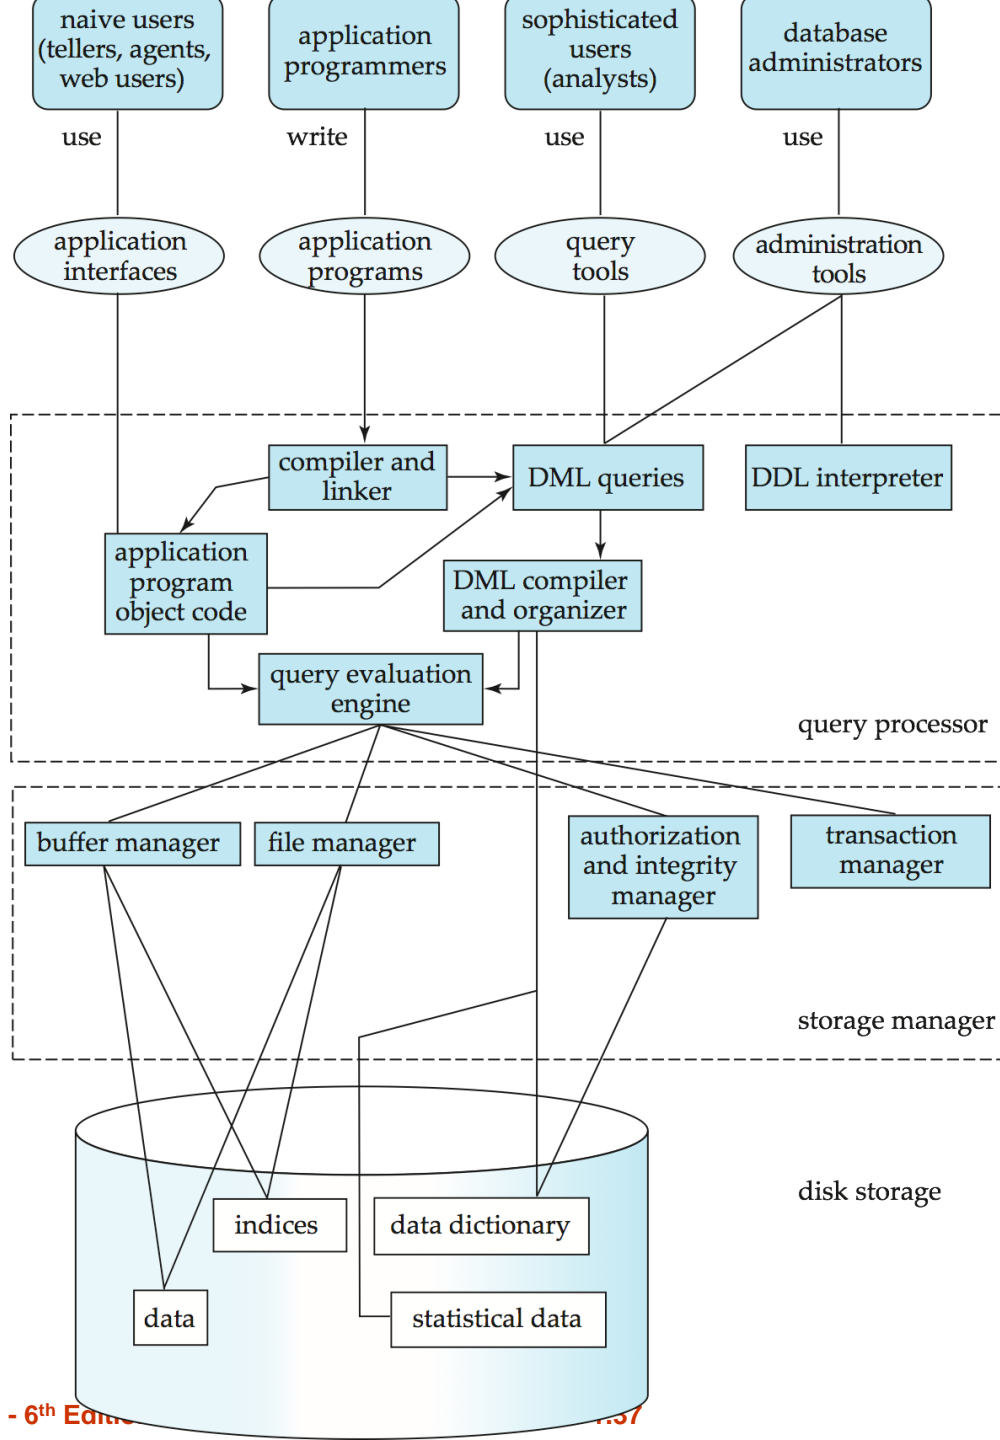 naive users
(tellers, agents,
web users)
application
programmers
sophisticated
users
(analysts)
database
administrators
use
write
use
use
application
interfaces
application
programs
query
tools
administration
tools
compiler and
linker
DML queries
DDL interpreter
application
program
object code
DML compiler
and organizer
query evaluation
engine
query processor
buffer manager
file manager
authorization
and integrity
manager
transaction
manager
storage manager
disk storage
indices
data dictionary
data
statistical data
- 6th